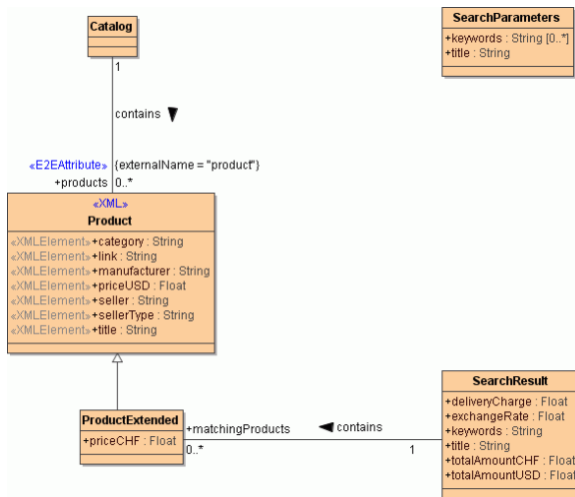 Catalog
1
contains
«E2EAttribute» {externalName = "product"}
+products 0..*
«XML»
Product
«XMLElement»+category : String
«XMLElement»+link : String
«XMLElement»+manufacturer : String
«XMLElement»+priceUSD : Float
«XMLElement»+seller : String
«XMLElement»+sellerType : String
«XMLElement»+title : String
ProductExtended
+priceCHF : Float
+matchingProducts
0..*
contains
1
SearchParameters
+keywords : String [0..*]
+title : String
SearchResult
+deliveryCharge : Float
+exchangeRate : Float
+keywords : String
+title : String
+totalAmountCHF : Float
+totalAmountUSD : Float